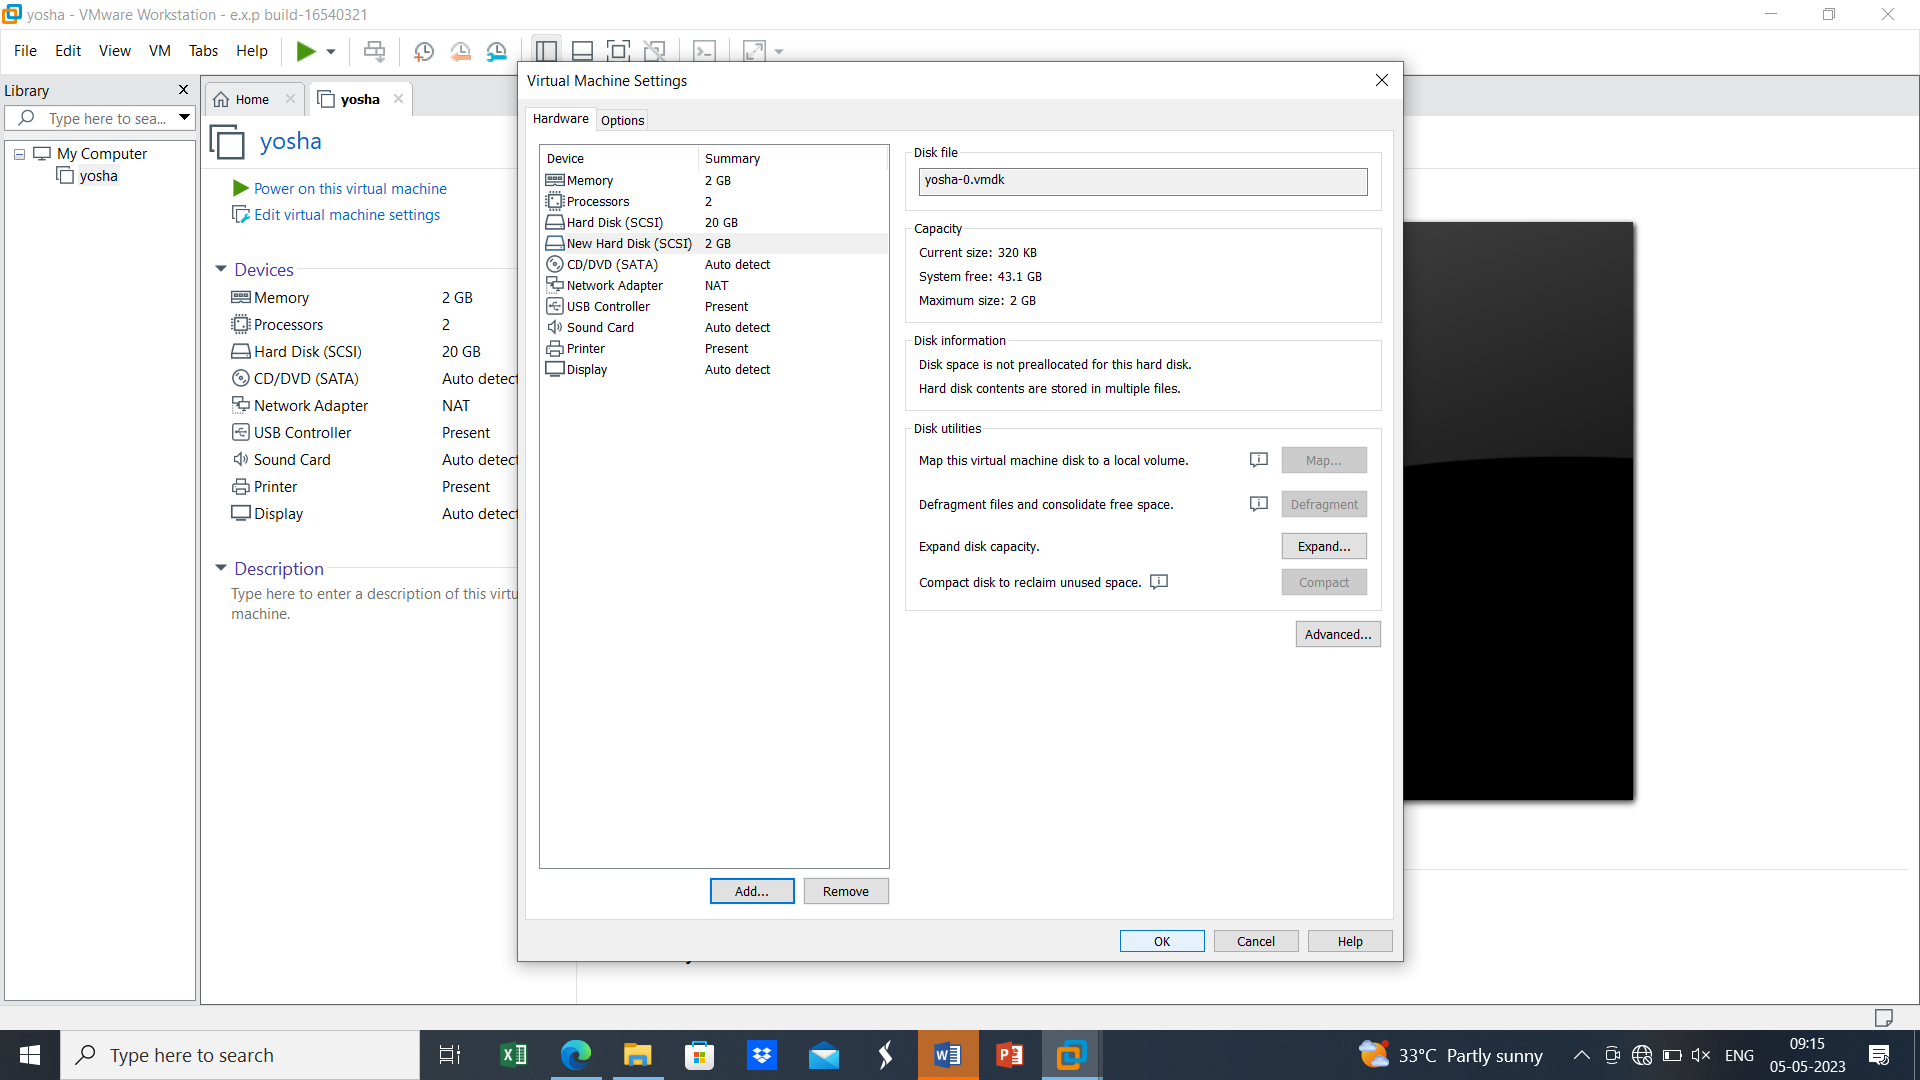 yosha - VMware Workstation - e.x.p build-16540321
File Edit View VM Tabs Help
Library
Type here to sea...
My Computer
yosha
Home
yosha
yosha
Power on this virtual machine
Edit virtual machine settings
Devices
Memory 2 GB
Processors 2
Hard Disk (SCSI) 20 GB
CD/DVD (SATA) Auto detect
Network Adapter NAT
USB Controller Present
Sound Card Auto detect
Printer Present
Display Auto detect
Description
Type here to enter a description of this virtu
machine.
Virtual Machine Settings
Hardware Options
Device Summary
Memory 2 GB
Processors 2
Hard Disk (SCSI) 20 GB
New Hard Disk (SCSI) 2 GB
CD/DVD (SATA) Auto detect
Network Adapter NAT
USB Controller Present
Sound Card Auto detect
Printer Present
Display Auto detect
Add... Remove
Disk file
yosha-0.vmdk
Capacity
Current size: 320 KB
System free: 43.1 GB
Maximum size: 2 GB
Disk information
Disk space is not preallocated for this hard disk.
Hard disk contents are stored in multiple files.
Disk utilities
Map this virtual machine disk to a local volume. Map...
Defragment files and consolidate free space. Defragment
Expand disk capacity. Expand...
Compact disk to reclaim unused space. Compact
Advanced...
OK Cancel Help
Type here to search
33°C Partly sunny
ENG
09:15
05-05-2023